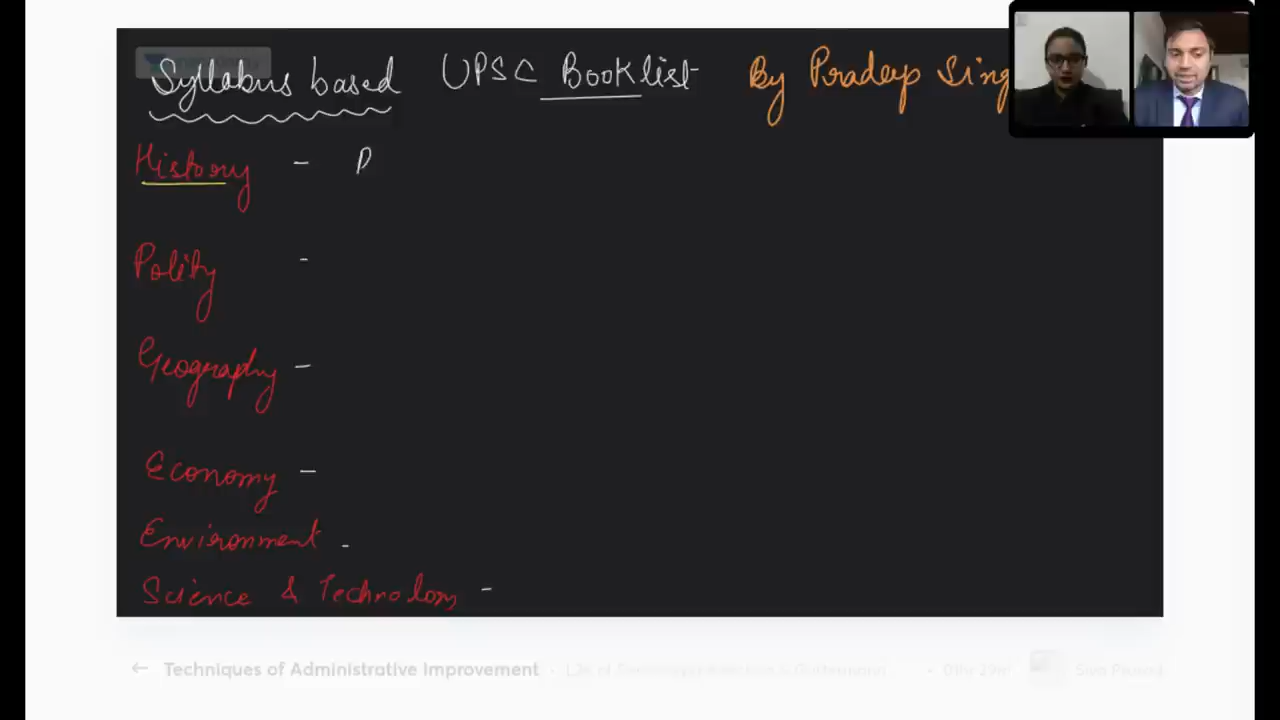 Syllabus based UPSC Booklist By Pradeep Sing
History - P
Polity -
Geography -
Economy -
Environment -
Science & Technology -
← Techniques of Administrative Improvement